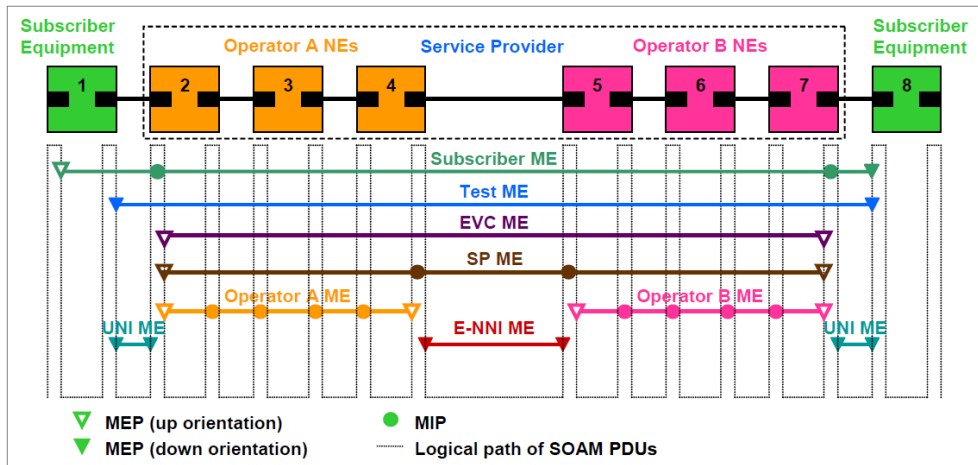 Subscriber
Equipment
Operator A NEs
Service Provider
Operator B NEs
Subscriber
Equipment
1
2
3
4
5
6
7
8
Subscriber ME
Test ME
EVC ME
SP ME
Operator A ME
Operator B ME
UNI ME
E-NNI ME
UNI ME
MEP (up orientation)
MIP
MEP (down orientation)
Logical path of SOAM PDUs